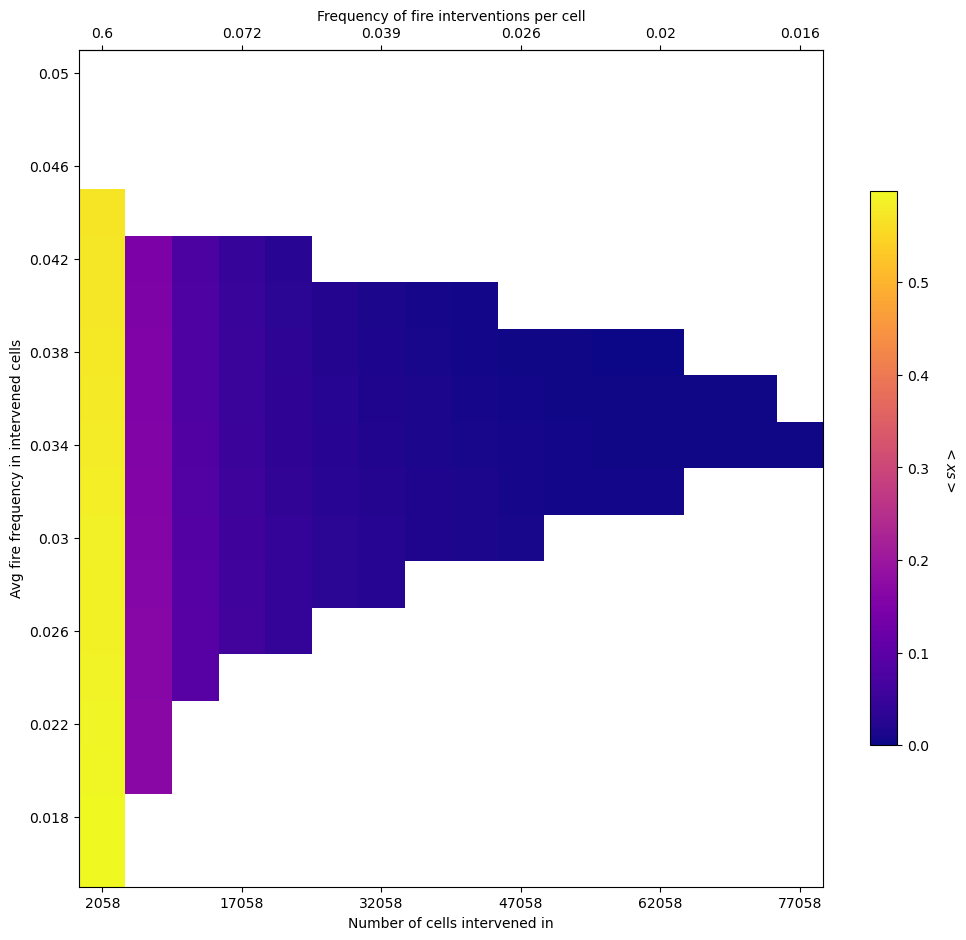 Frequency of fire interventions per cell
0.6 0.072 0.039 0.026 0.02 0.016
0.05
0.046
0.042
0.038
0.034
0.03
0.026
0.022
0.018
Avg fire frequency in intervened cells
2058 17058 32058 47058 62058 77058
Number of cells intervened in
0.5
0.4
0.3
0.2
0.1
0.0
< xs >